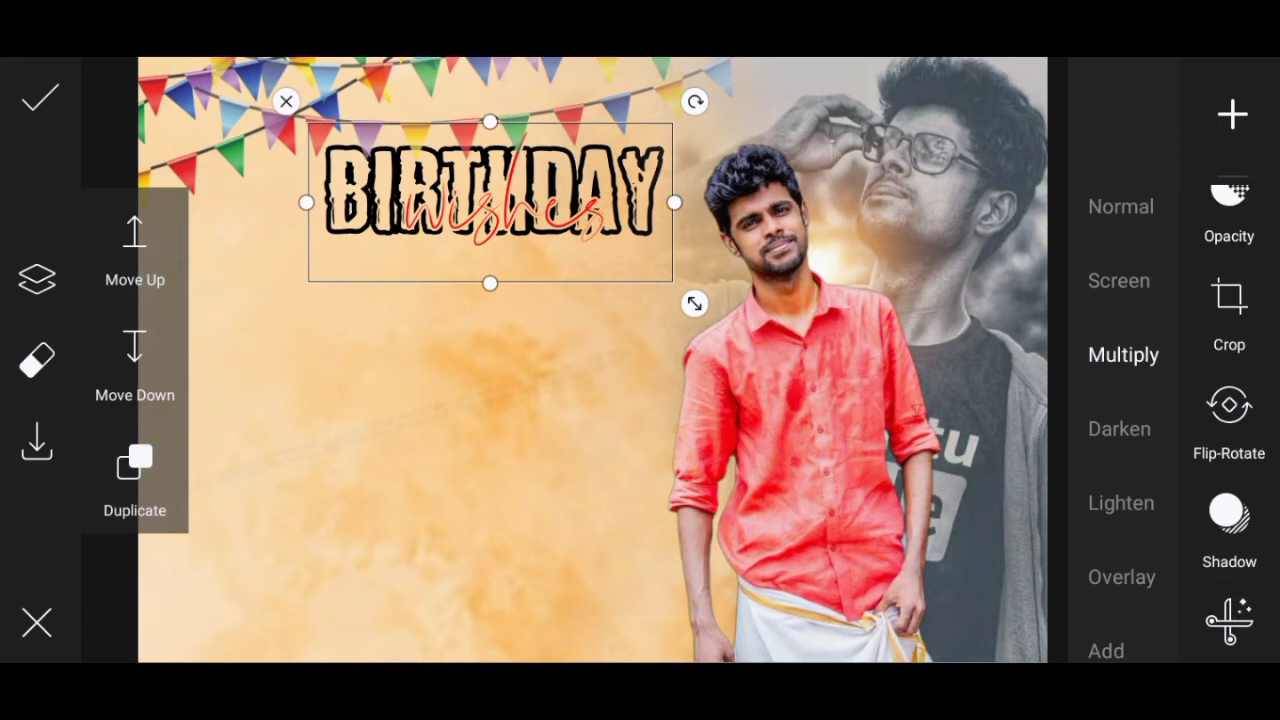 BIRTHDAY
wishes
Move Up
Move Down
Duplicate
Normal
Screen
Multiply
Darken
Lighten
Overlay
Add
Opacity
Crop
Flip-Rotate
Shadow
tu